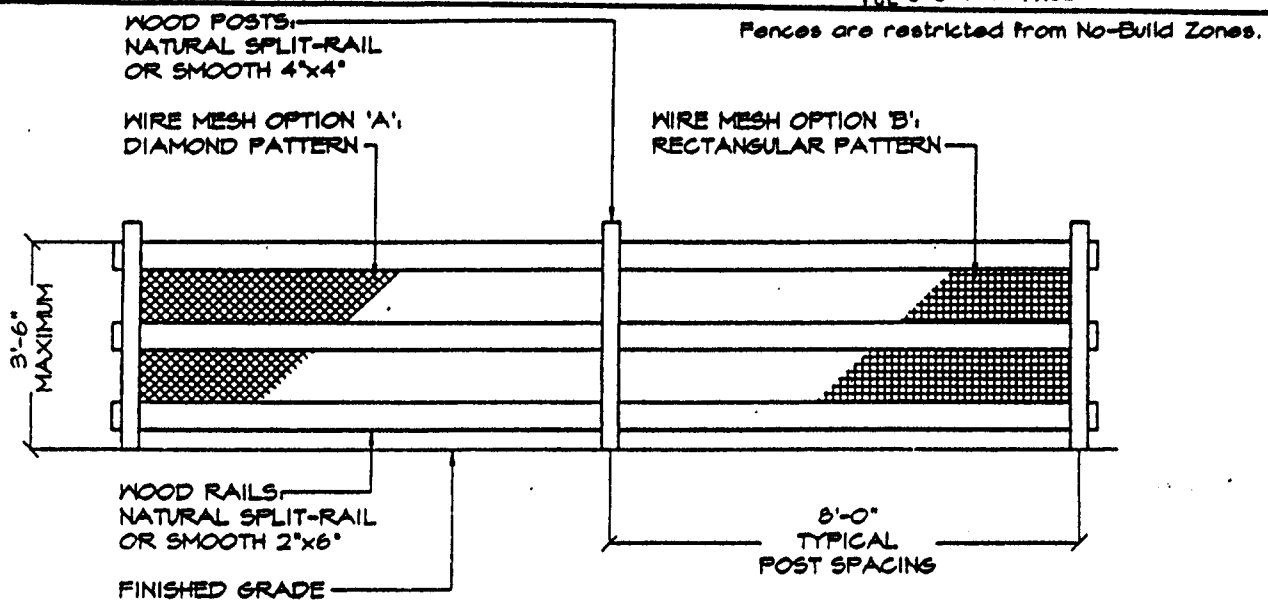 Fences are restricted from No-Build Zones.
WOOD POSTS:
NATURAL SPLIT-RAIL
OR SMOOTH 4"x4"
WIRE MESH OPTION 'A':
DIAMOND PATTERN
WIRE MESH OPTION 'B':
RECTANGULAR PATTERN
3'-6"
MAXIMUM
WOOD RAILS:
NATURAL SPLIT-RAIL
OR SMOOTH 2"x6"
8'-0"
TYPICAL
POST SPACING
FINISHED GRADE